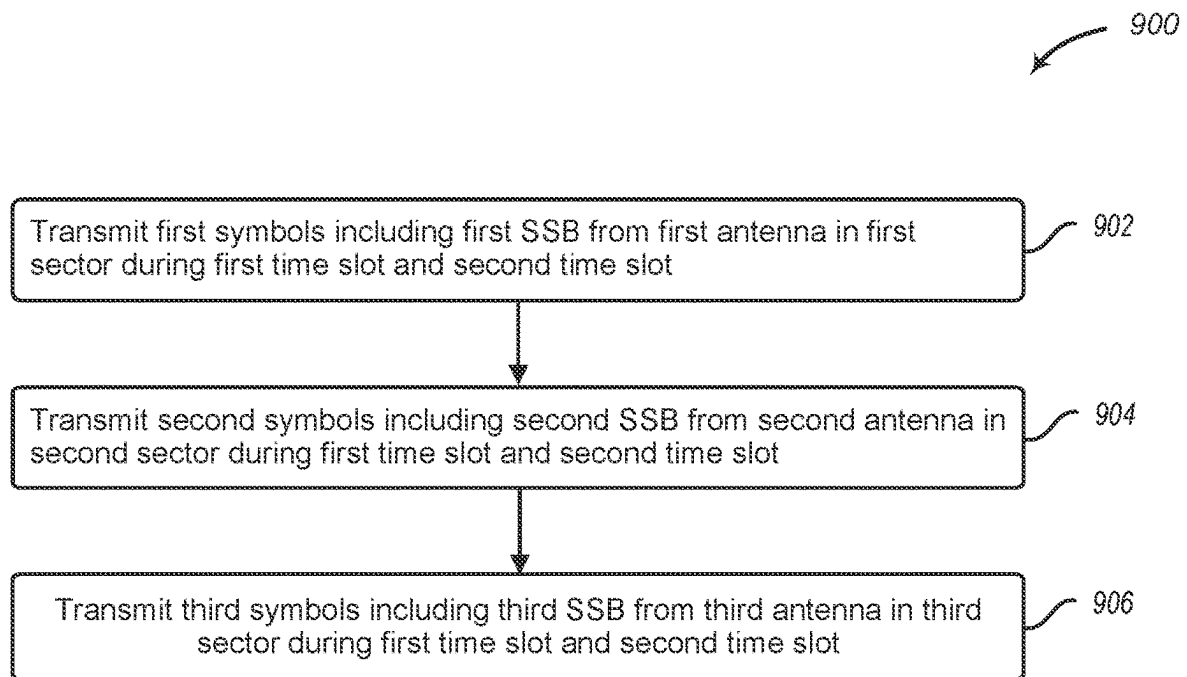 900
Transmit first symbols including first SSB from first antenna in first
sector during first time slot and second time slot
902
Transmit second symbols including second SSB from second antenna in
second sector during first time slot and second time slot
904
Transmit third symbols including third SSB from third antenna in third
sector during first time slot and second time slot
906